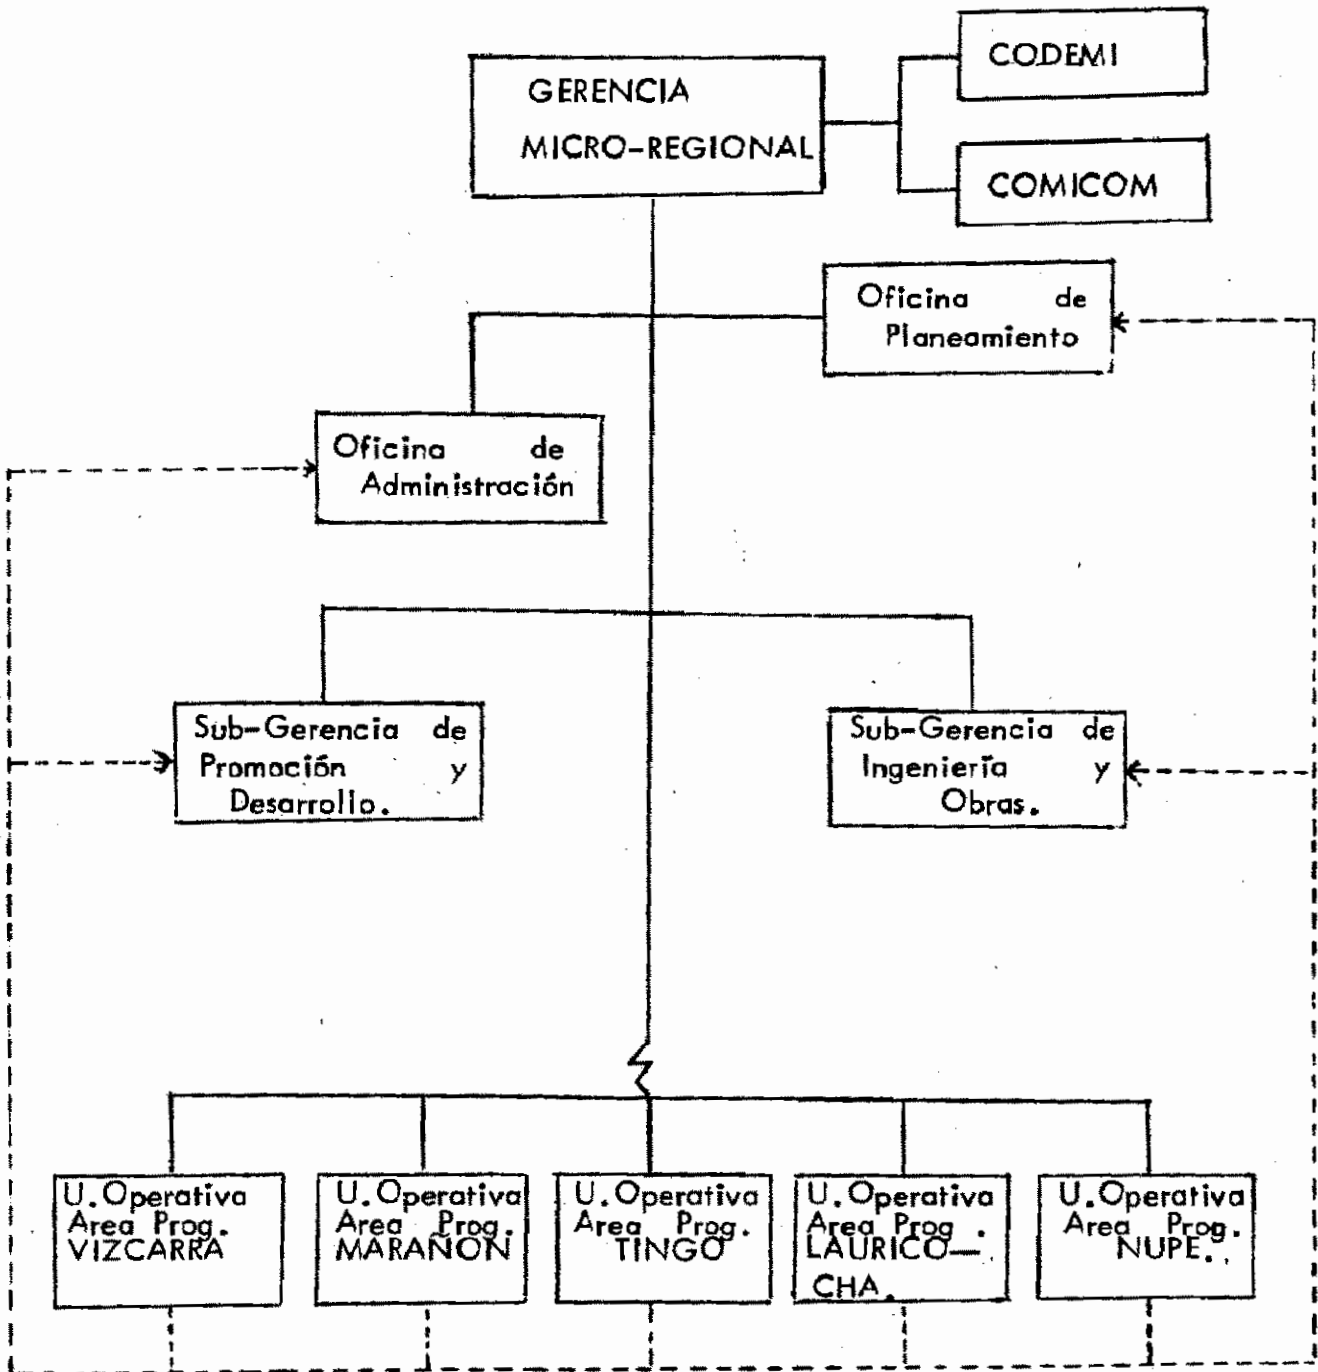 GERENCIA
MICRO-REGIONAL
CODEMI
COMICOM
Oficina de
Planeamiento
Oficina de
Administración
Sub-Gerencia de
Promoción y
Desarrollo.
Sub-Gerencia de
Ingeniería y
Obras.
U.Operativa
Area Prog.
VIZCARRA
U.Operativa
Area Prog.
MARAÑON
U.Operativa
Area Prog.
TINGO
U.Operativa
Area Prog.
LAURICO—
CHA.
U.Operativa
Area Prog.
NUPE.